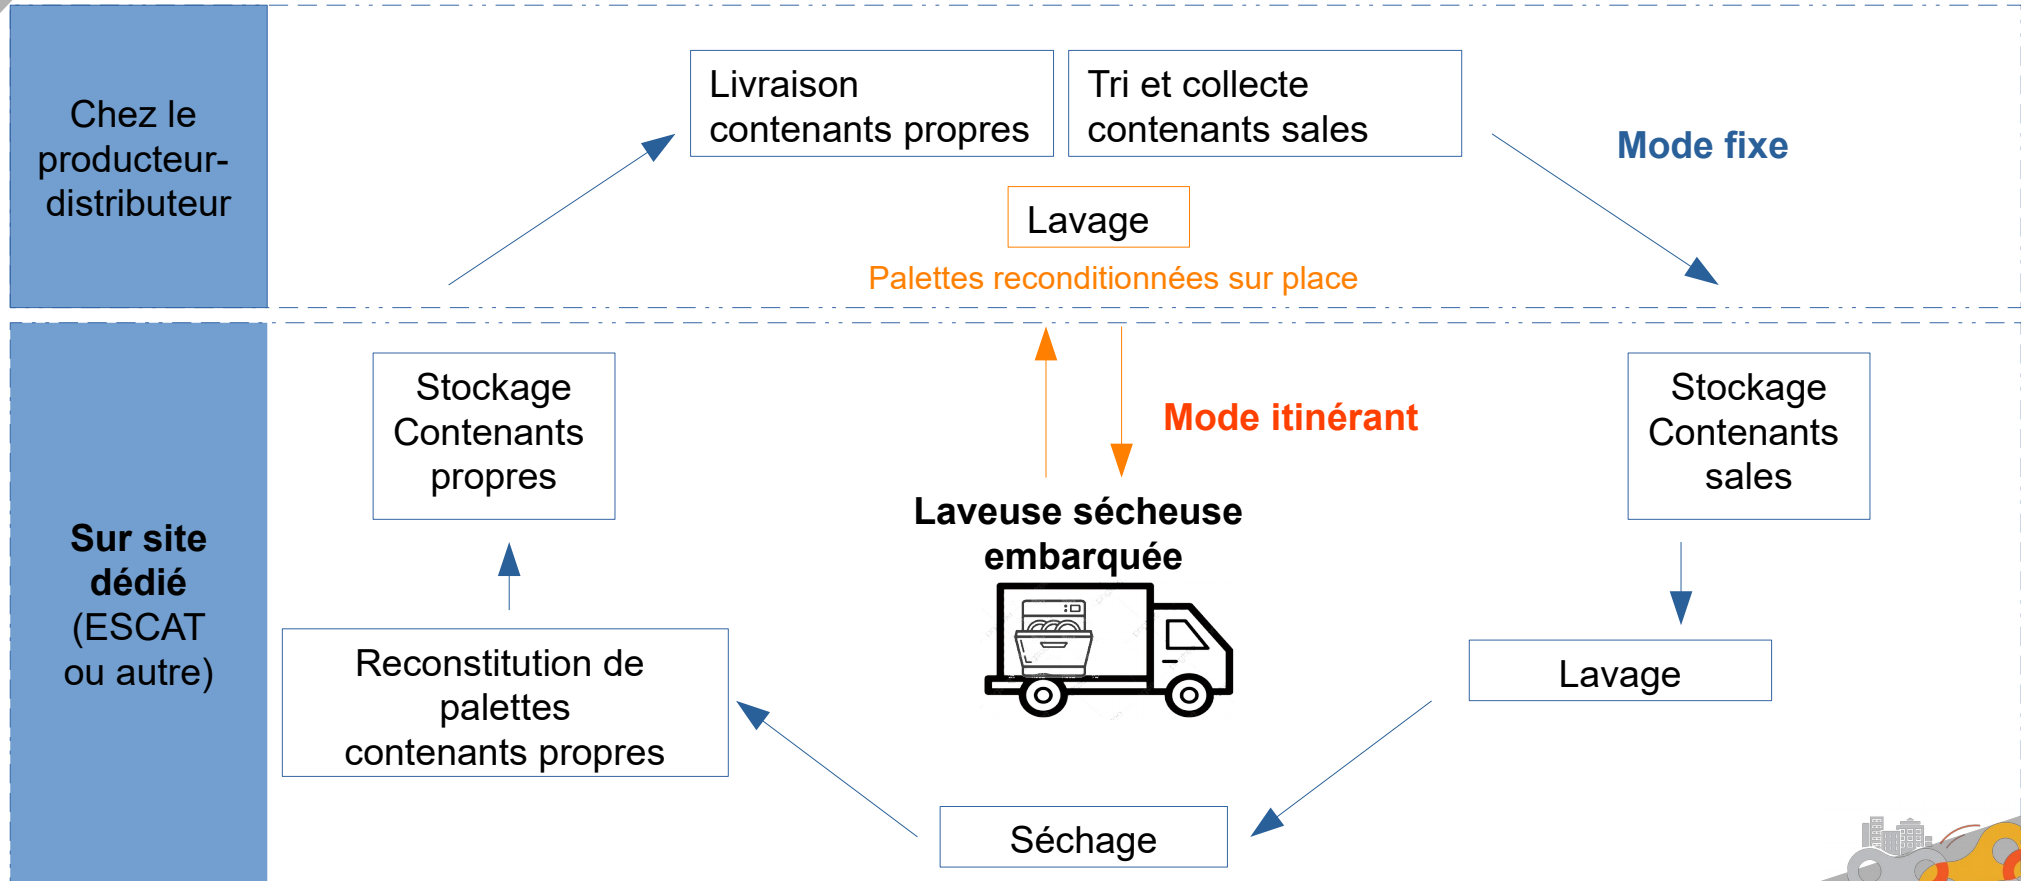 Chez le
producteur-
distributeur
Livraison
contenants propres
Tri et collecte
contenants sales
Mode fixe
Lavage
Palettes reconditionnées sur place
Sur site
dédié
(ESCAT
ou autre)
Stockage
Contenants
propres
Mode itinérant
Stockage
Contenants
sales
Laveuse sécheuse
embarquée
Reconstitution de
palettes
contenants propres
Lavage
Séchage